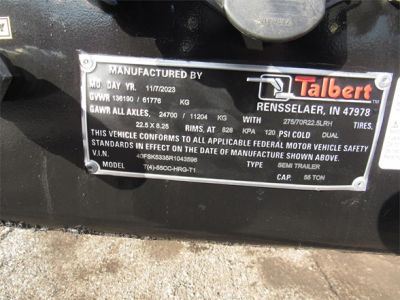 MANUFACTURED BY
Talbert TM
MO DAY YR. 11/7/2023
RENSSELAER, IN 47978
GVWR 136190 / 61776 KG
GAW(R) ALL AXLES, 24700 / 11204 KG WITH 275/70R22.5LRH TIRES,
22.5 X 8.25 RIMS, AT 826 KPA 120 PSI COLD DUAL
THIS VEHICLE CONFORMS TO ALL APPLICABLE FEDERAL MOTOR VEHICLE SAFETY
STANDARDS IN EFFECT ON THE DATE OF MANUFACTURE SHOWN ABOVE.
V.I.N. TYPE SEMI TRAILER
MODEL T(4)-55CC-HRG-T1 CAP. 55 TON